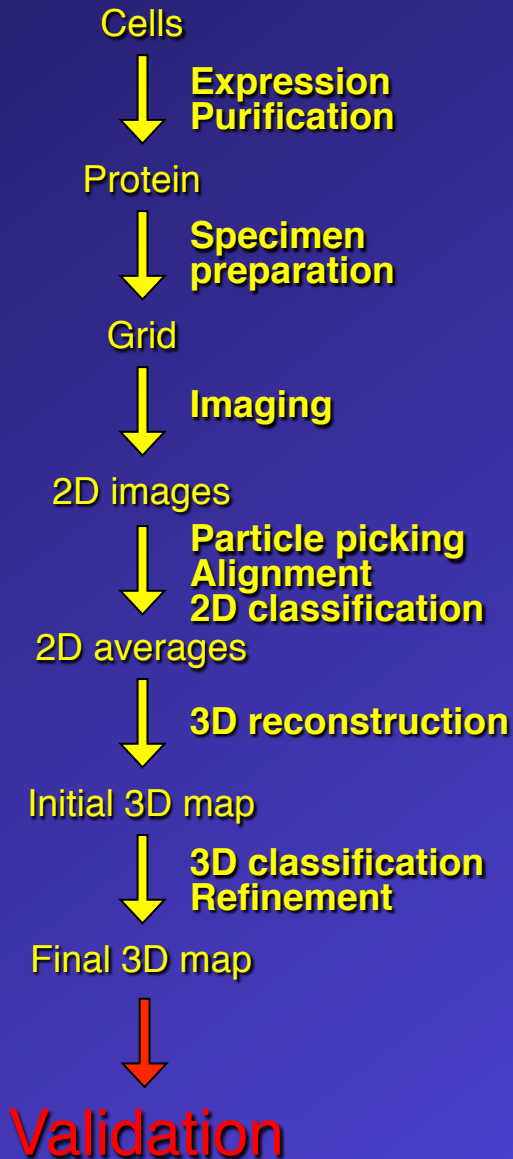 Cells
Expression
Purification
Protein
Specimen
preparation
Grid
Imaging
2D images
Particle picking
Alignment
2D classification
2D averages
3D reconstruction
Initial 3D map
3D classification
Refinement
Final 3D map
Validation